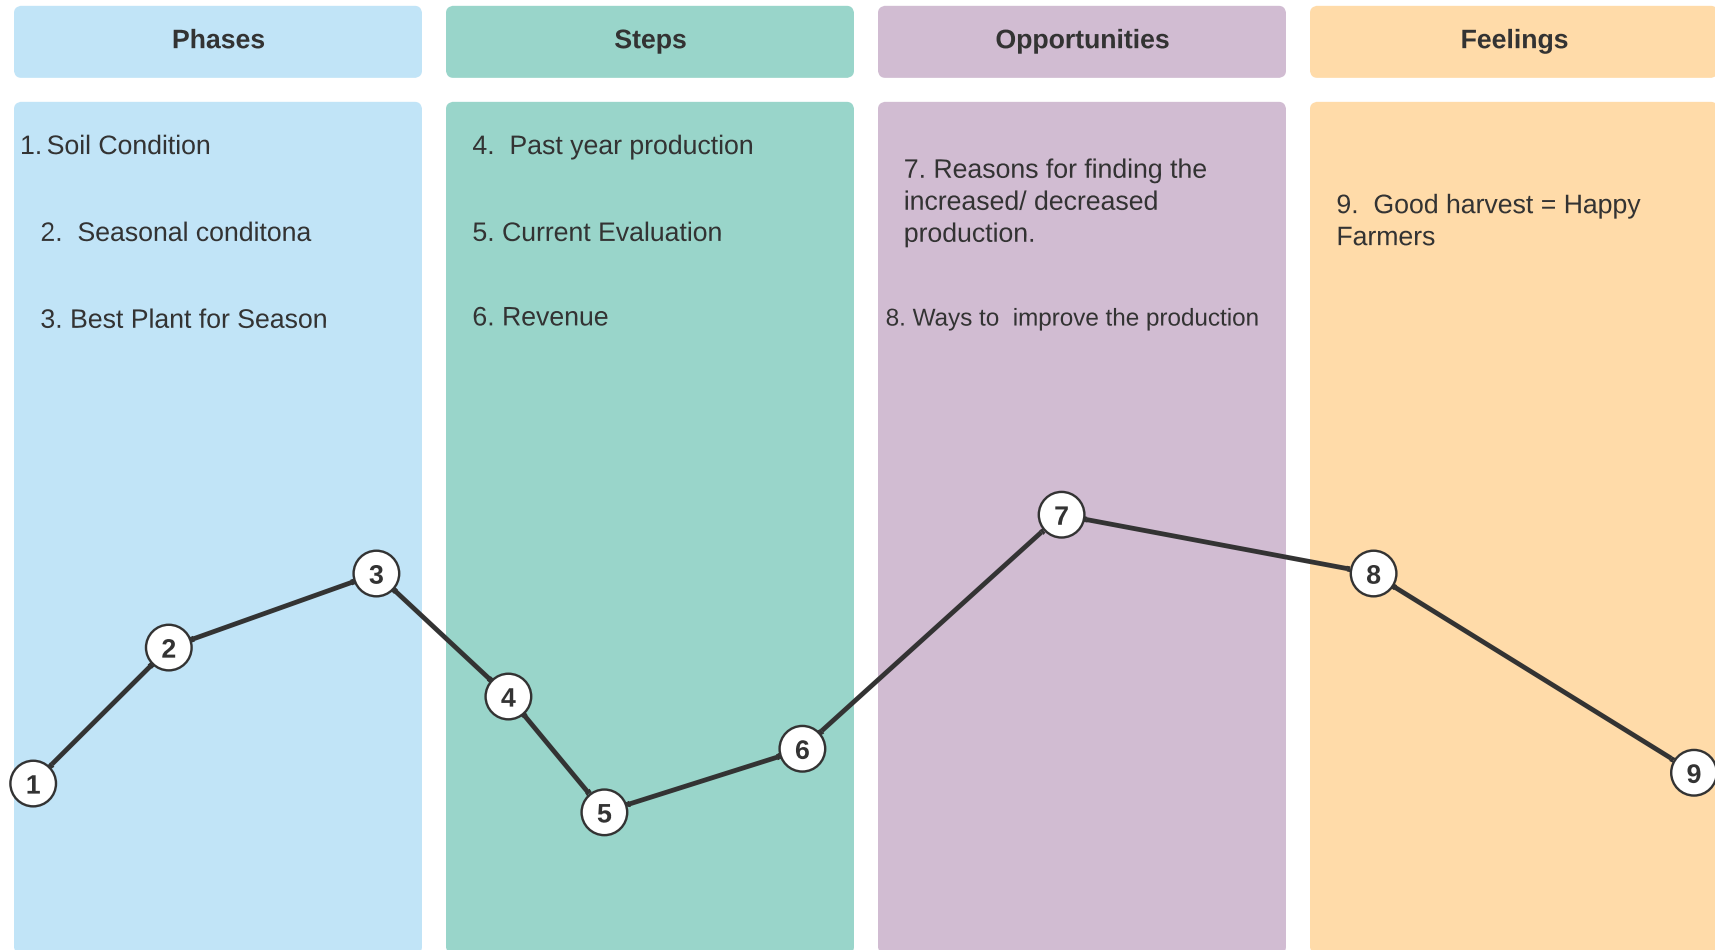 Phases
Steps
Opportunities
Feelings
1. Soil Condition
2. Seasonal conditona
3. Best Plant for Season
4. Past year production
5. Current Evaluation
6. Revenue
7. Reasons for finding the
increased/ decreased
production.
8. Ways to improve the production
9. Good harvest = Happy
Farmers
1
2
3
4
5
6
7
8
9